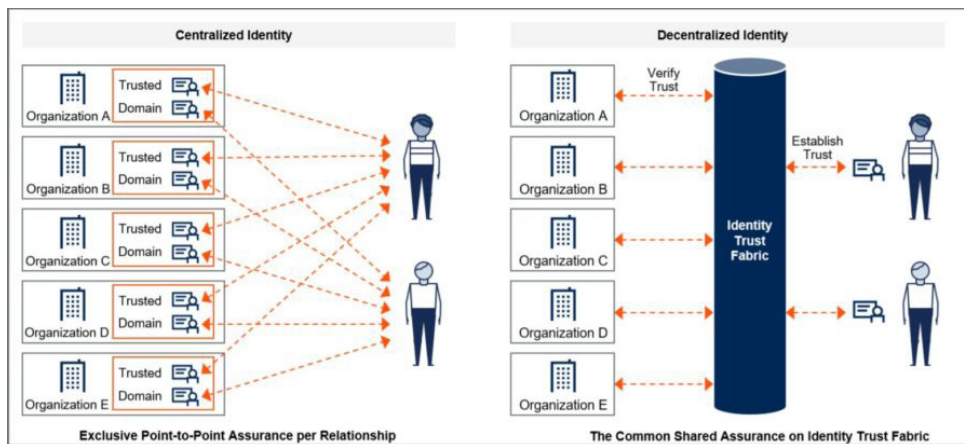 Centralized Identity
Trusted
Domain
Organization A
Trusted
Domain
Organization B
Trusted
Domain
Organization C
Trusted
Domain
Organization D
Trusted
Domain
Organization E
Exclusive Point-to-Point Assurance per Relationship
Decentralized Identity
Organization A
Verify
Trust
Organization B
Establish
Trust
Organization C
Identity
Trust
Fabric
Organization D
Organization E
The Common Shared Assurance on Identity Trust Fabric